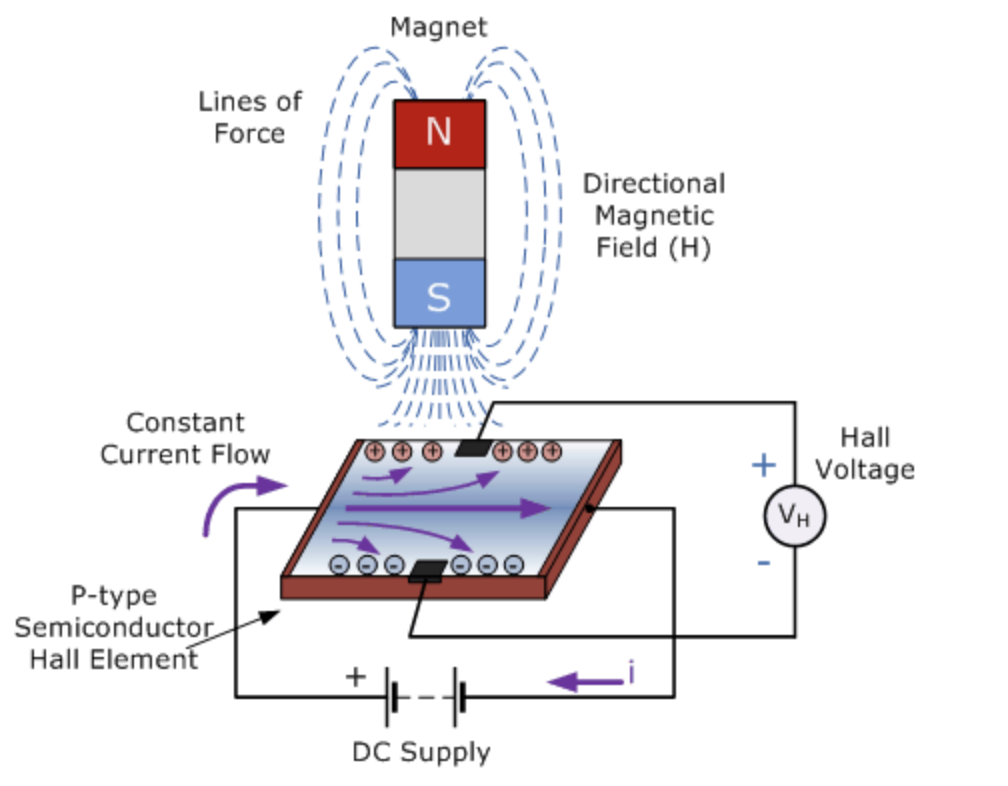 Magnet
Lines of
Force
N
Directional
Magnetic
Field (H)
S
Constant
Current Flow
Hall
Voltage
+
+ + + + + +
VH
- - - - - -
-
P-type
Semiconductor
Hall Element
+
i
DC Supply